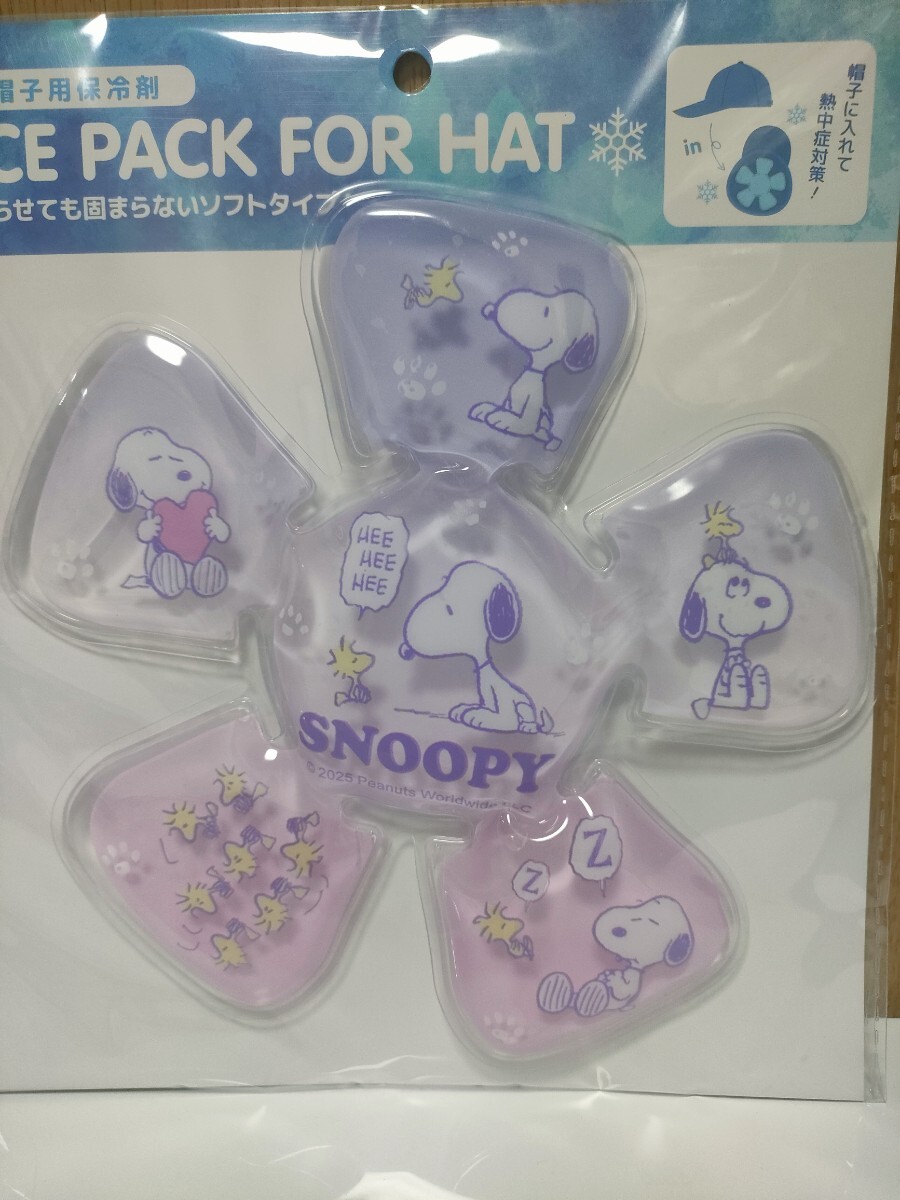 帽子用保冷剤
CE PACK FOR HAT
らせても固まらないソフトタイプ
帽子に入れて
熱中症対策!
in
HEE
HEE
HEE
SNOOPY
© 2025 Peanuts Worldwide LLC
Z
Z